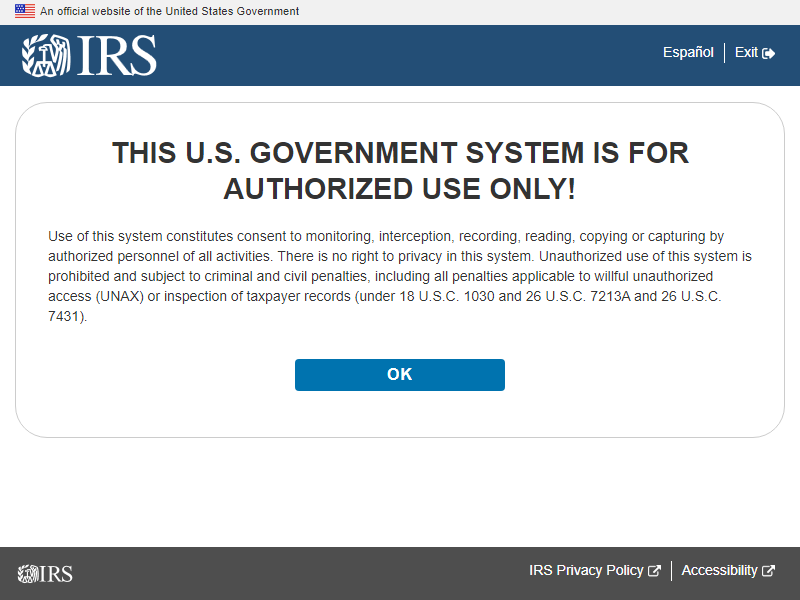 An official website of the United States Government
IRS
Español
Exit
THIS U.S. GOVERNMENT SYSTEM IS FOR
AUTHORIZED USE ONLY!
Use of this system constitutes consent to monitoring, interception, recording, reading, copying or capturing by
authorized personnel of all activities. There is no right to privacy in this system. Unauthorized use of this system is
prohibited and subject to criminal and civil penalties, including all penalties applicable to willful unauthorized
access (UNAX) or inspection of taxpayer records (under 18 U.S.C. 1030 and 26 U.S.C. 7213A and 26 U.S.C.
7431).
OK
IRS
IRS Privacy Policy
Accessibility